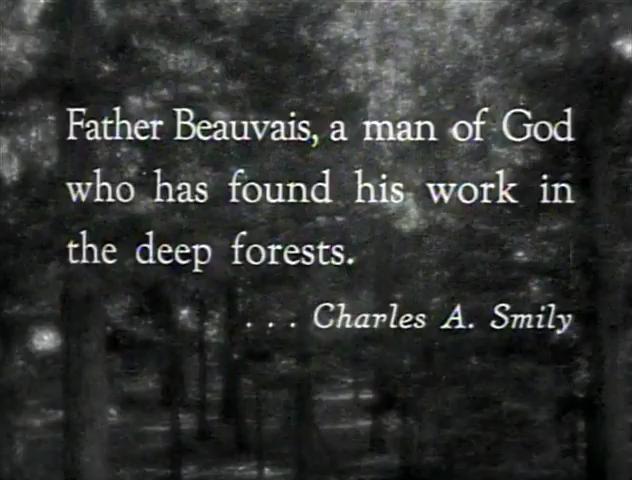 Father Beauvais, a man of God
who has found his work in
the deep forests.
... Charles A. Smily